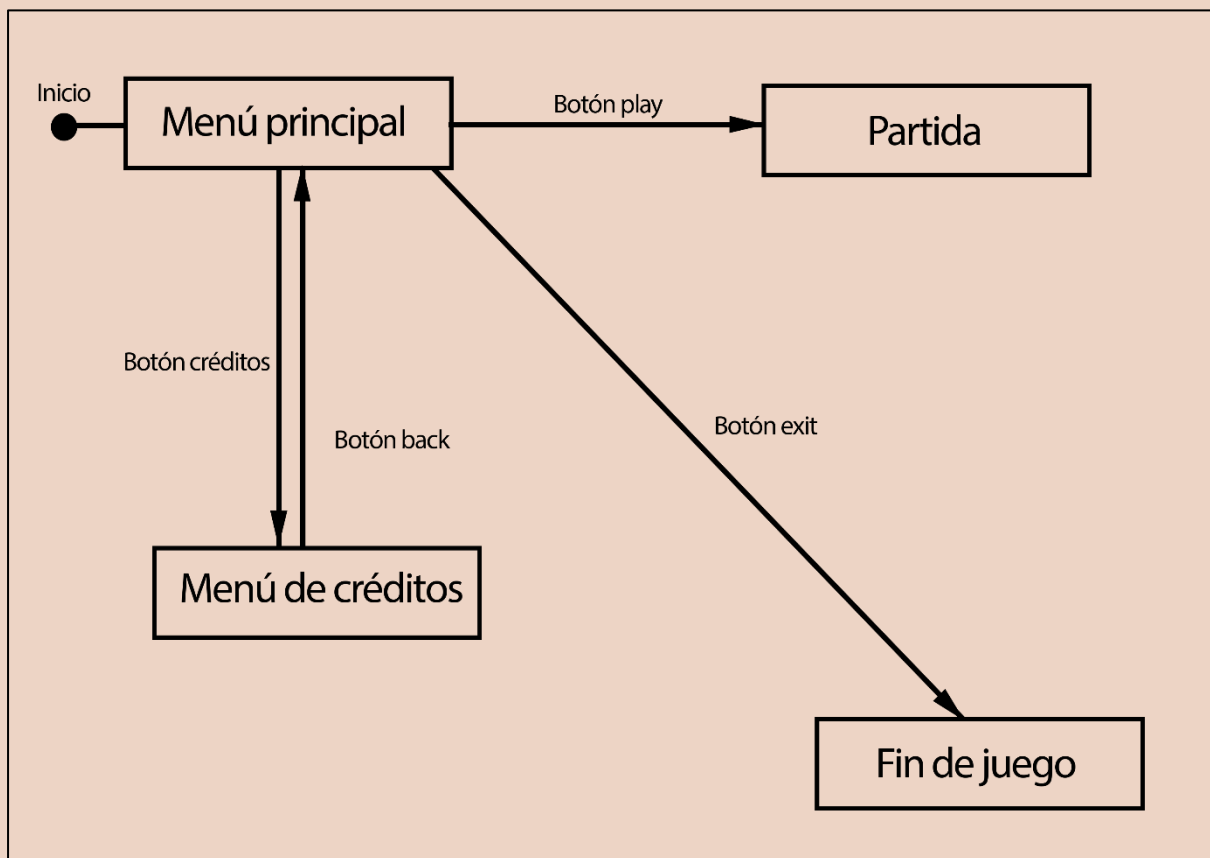 Inicio
Menú principal
Botón play
Partida
Botón créditos
Botón back
Botón exit
Menú de créditos
Fin de juego